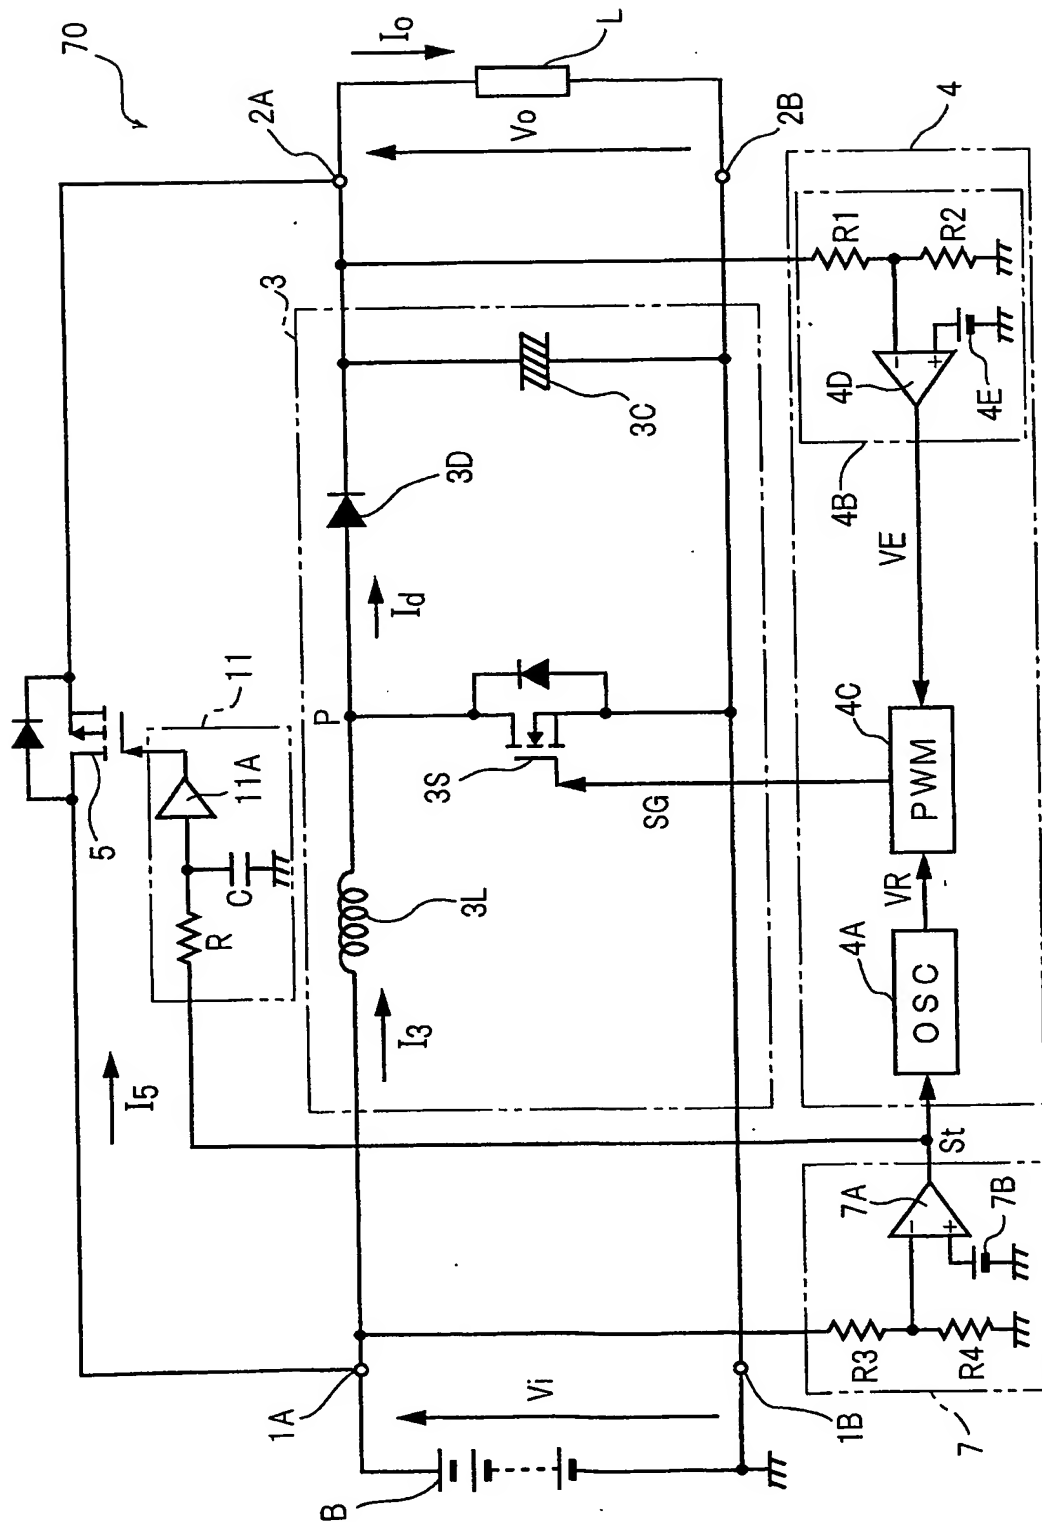 70
Io
L
2A
Vo
2B
3
3C
3D
Id
P
3S
SG
3L
I3
5
11
11A
C
R
I5
1A
Vi
1B
B
4
R1
R2
4D
-
+
4E
4B
VE
4C
PWM
VR
4A
OSC
St
7A
-
+
7B
R3
R4
7